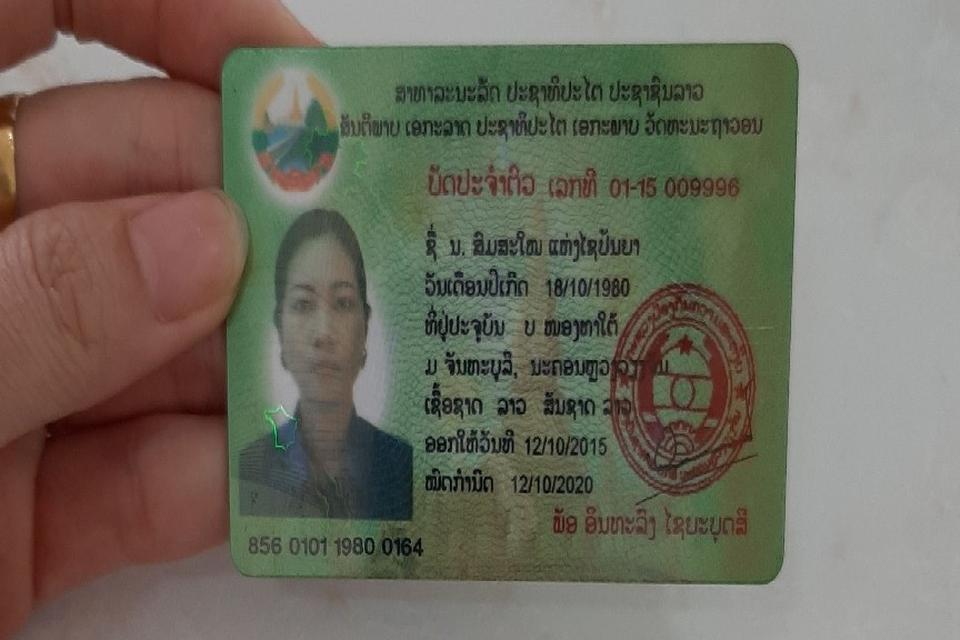 ສາທາລະນະລັດ ປະຊາທິປະໄຕ ປະຊາຊົນລາວ
ສັນຕິພາບ ເອກະລາດ ປະຊາທິປະໄຕ ເອກະພາບ ວັດທະນະຖາວອນ
ບັດປະຈຳຕົວ ເລກທີ 01-15 009996
ຊື່ ນ. ສົມສະໃໝ ແຫ່ງໄຊປັນຍາ
ວັນເດືອນປີເກີດ 18/10/1980
ທີ່ຢູ່ປະຈຸບັນ ບ ໜອງທາໃຕ້
ມ ຈັນທະບູລີ, ນະຄອນຫຼວງວຽງຈັນ
ເຊື້ອຊາດ ລາວ ສັນຊາດ ລາວ
ອອກໃຫ້ວັນທີ 12/10/2015
ໝົດກຳນົດ 12/10/2020
ພັອ ອິນທະລົງ ໄຊຍະບຸດສີ
856 0101 1980 0164